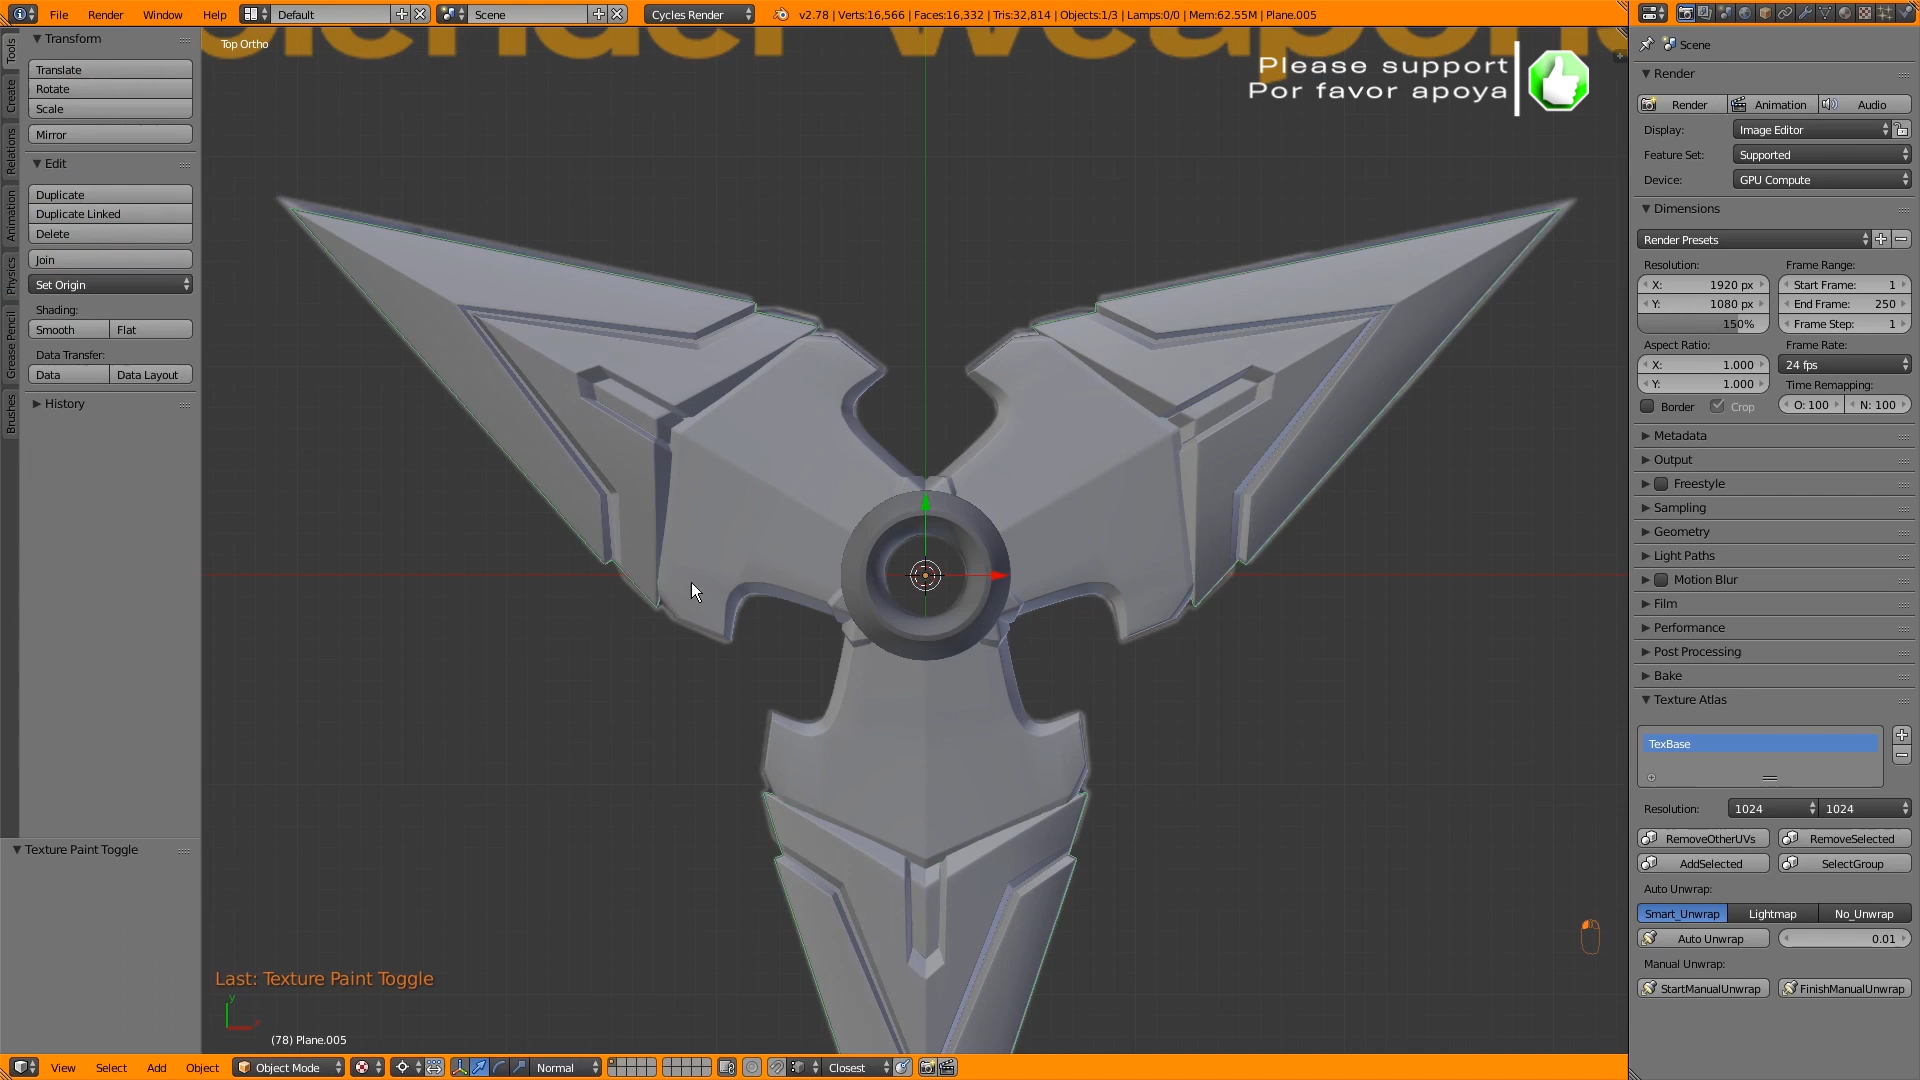 File Render Window Help Default Scene Cycles Render v2.78 | Verts:16,566 | Faces:16,332 | Tris:32,814 | Objects:1/3 | Lamps:0/0 | Mem:62.55M | Plane.005
Tools
Create
Relations
Animation
Physics
Grease Pencil
Brushes
Transform
Translate
Rotate
Scale
Mirror
Edit
Duplicate
Duplicate Linked
Delete
Join
Set Origin
Shading:
Smooth Flat
Data Transfer:
Data Data Layout
History
Texture Paint Toggle
Top Ortho
Blender weapons
Please support
Por favor apoya
Last: Texture Paint Toggle
y
(78) Plane.005
View Select Add Object Object Mode Normal Closest
Scene
Render
Render Animation Audio
Display: Image Editor
Feature Set: Supported
Device: GPU Compute
Dimensions
Render Presets
Resolution: Frame Range:
X: 1920 px Start Frame: 1
Y: 1080 px End Frame: 250
150% Frame Step: 1
Aspect Ratio: Frame Rate:
X: 1.000 24 fps
Y: 1.000 Time Remapping:
Border Crop O: 100 N: 100
Metadata
Output
Freestyle
Sampling
Geometry
Light Paths
Motion Blur
Film
Performance
Post Processing
Bake
Texture Atlas
TexBase
Resolution: 1024 1024
RemoveOtherUVs RemoveSelected
AddSelected SelectGroup
Auto Unwrap:
Smart_Unwrap Lightmap No_Unwrap
Auto Unwrap 0.01
Manual Unwrap:
StartManualUnwrap FinishManualUnwrap